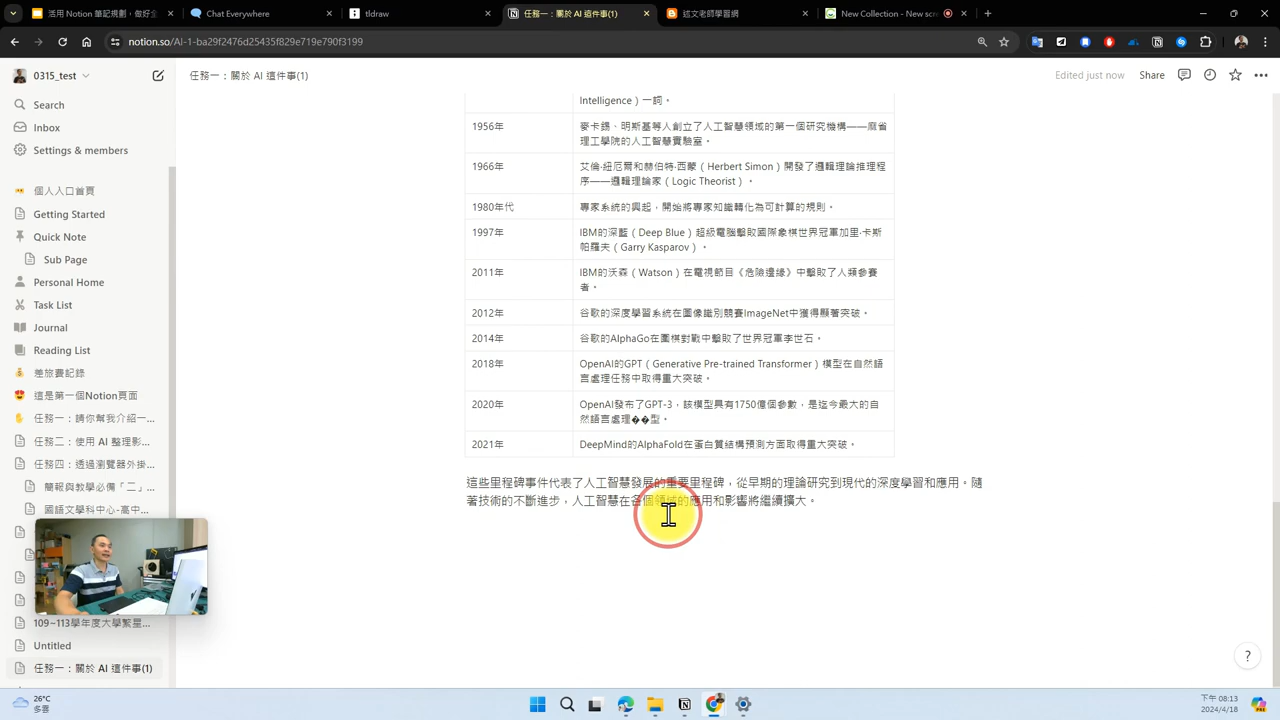 活用 Notion 筆記規劃，做好全
Chat Everywhere
tldraw
任務一：關於 AI 這件事(1)
述文老師學習網
New Collection - New scre
notion.so/AI-1-ba29f2476d25435f829e719e790f3199
0315_test
任務一：關於 AI 這件事(1)
Edited just now
Share
Search
Inbox
Settings & members
個人人口首頁
Getting Started
Quick Note
Sub Page
Personal Home
Task List
Journal
Reading List
差旅費記錄
這是第一個Notion頁面
任務一：請你幫我介紹一...
任務二：使用 AI 整理影...
任務四：透過瀏覽器外掛...
簡報與教學必備「二」...
國語文學科中心-高中...
109~113學年度大學繁星...
Untitled
任務一：關於 AI 這件事(1)
Intelligence）一詞。
1956年
麥卡錫、明斯基等人創立了人工智慧領域的第一個研究機構——麻省
理工學院的人工智慧實驗室。
1966年
艾倫·紐厄爾和赫伯特·西蒙（Herbert Simon）開發了邏輯理論推理程
序——邏輯理論家（Logic Theorist）。
1980年代
專家系統的興起，開始將專家知識轉化為可計算的規則。
1997年
IBM的深藍（Deep Blue）超級電腦擊敗國際象棋世界冠軍加里·卡斯
帕羅夫（Garry Kasparov）。
2011年
IBM的沃森（Watson）在電視節目《危險邊緣》中擊敗了人類參賽
者。
2012年
谷歌的深度學習系統在圖像識別競賽ImageNet中獲得顯著突破。
2014年
谷歌的AlphaGo在圍棋對戰中擊敗了世界冠軍李世石。
2018年
OpenAI的GPT（Generative Pre-trained Transformer）模型在自然語
言處理任務中取得重大突破。
2020年
OpenAI發布了GPT-3，該模型具有1750億個參數，是迄今最大的自
然語言處理��型。
2021年
DeepMind的AlphaFold在蛋白質結構預測方面取得重大突破。
這些里程碑事件代表了人工智慧發展的重要里程碑，從早期的理論研究到現代的深度學習和應用。隨
著技術的不斷進步，人工智慧在各個領域的應用和影響將繼續擴大。
?
26°C
多雲
下午 08:13
2024/4/18